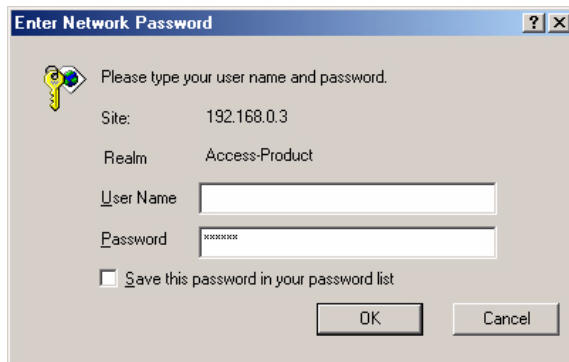 Enter Network Password
Please type your user name and password.
Site: 192.168.0.3
Realm Access-Product
User Name
Password ******
Save this password in your password list
OK Cancel